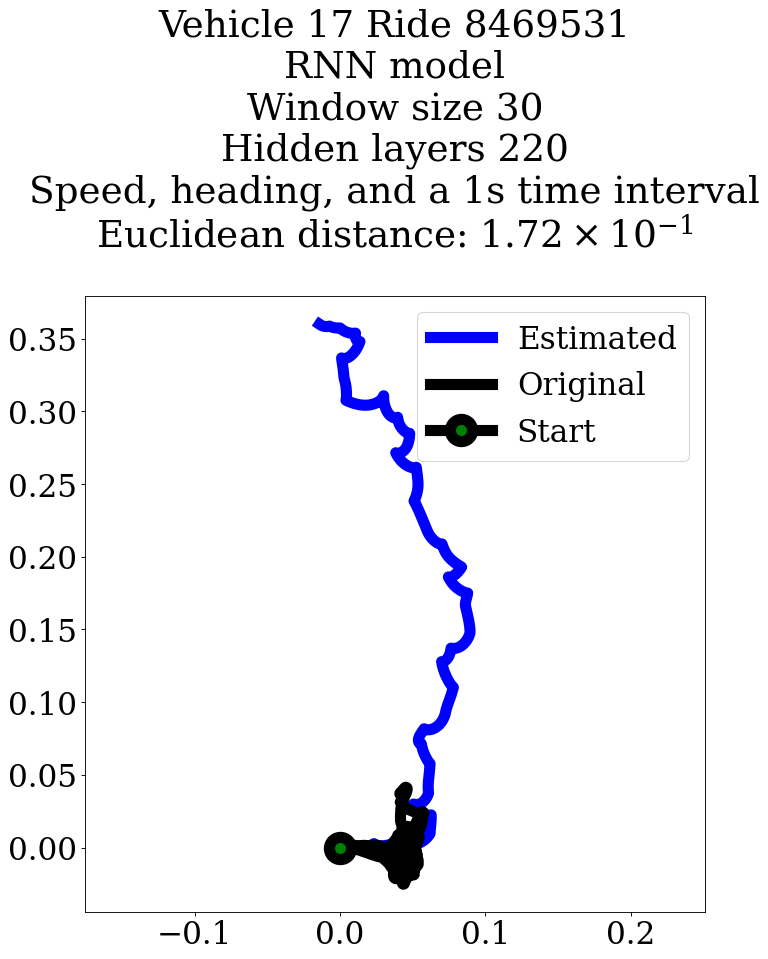 Vehicle 17 Ride 8469531
RNN model
Window size 30
Hidden layers 220
Speed, heading, and a 1s time interval
Euclidean distance: 1.72 × 10⁻¹
Estimated
Original
Start
0.35
0.30
0.25
0.20
0.15
0.10
0.05
0.00
−0.1
0.0
0.1
0.2